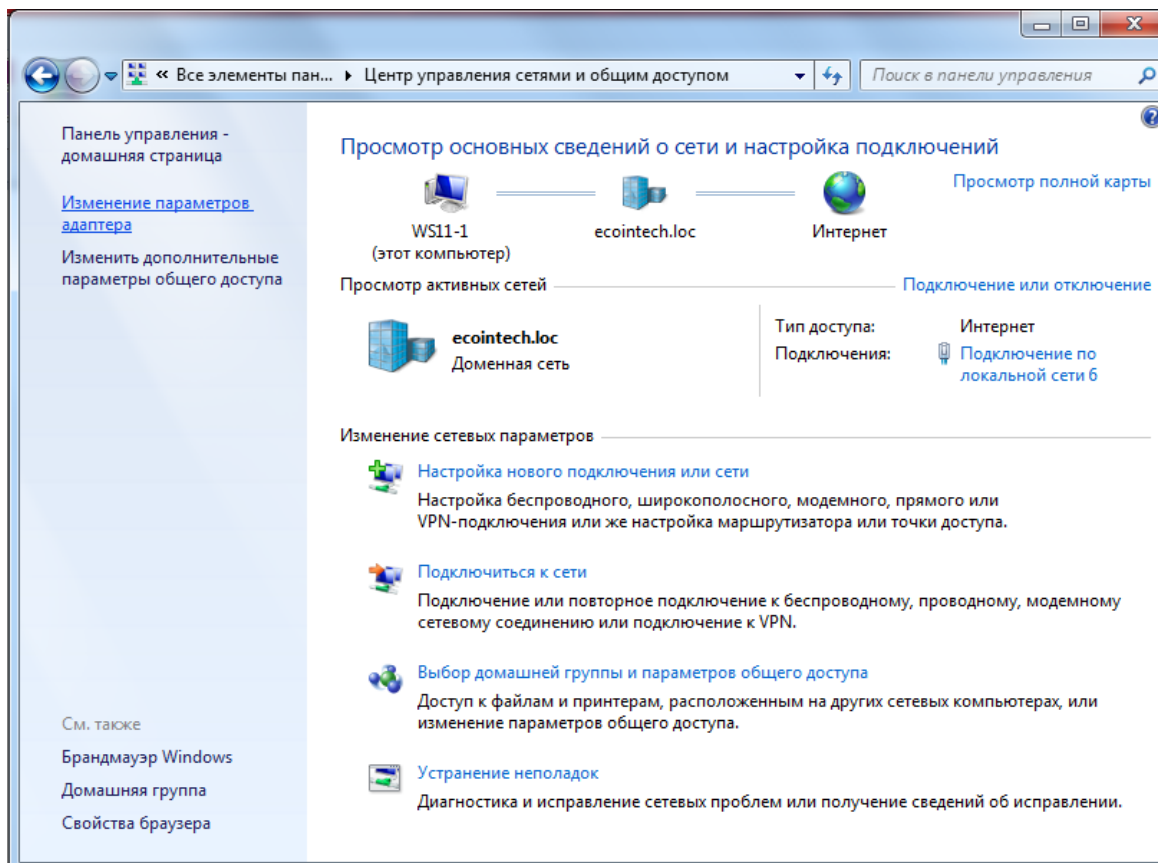 « Все элементы пан... ▸ Центр управления сетями и общим доступом
Поиск в панели управления
Панель управления -
домашняя страница
Изменение параметров
адаптера
Изменить дополнительные
параметры общего доступа
Просмотр основных сведений о сети и настройка подключений
Просмотр полной карты
WS11-1
(этот компьютер)
ecointech.loc
Интернет
Просмотр активных сетей
Подключение или отключение
ecointech.loc
Доменная сеть
Тип доступа: Интернет
Подключения: Подключение по
локальной сети 6
Изменение сетевых параметров
Настройка нового подключения или сети
Настройка беспроводного, широкополосного, модемного, прямого или
VPN-подключения или же настройка маршрутизатора или точки доступа.
Подключиться к сети
Подключение или повторное подключение к беспроводному, проводному, модемному
сетевому соединению или подключение к VPN.
Выбор домашней группы и параметров общего доступа
Доступ к файлам и принтерам, расположенным на других сетевых компьютерах, или
изменение параметров общего доступа.
Устранение неполадок
Диагностика и исправление сетевых проблем или получение сведений об исправлении.
См. также
Брандмауэр Windows
Домашняя группа
Свойства браузера